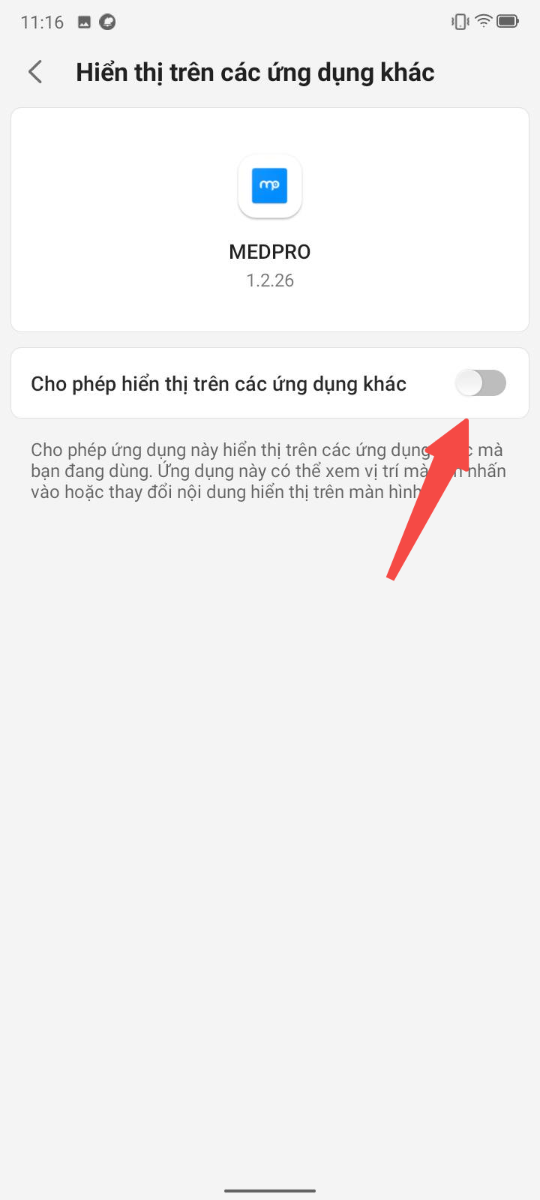 11:16
Hiển thị trên các ứng dụng khác
mp
MEDPRO
1.2.26
Cho phép hiển thị trên các ứng dụng khác
Cho phép ứng dụng này hiển thị trên các ứng dụng mà
bạn đang dùng. Ứng dụng này có thể xem vị trí mà nhấn
vào hoặc thay đổi nội dung hiển thị trên màn hình